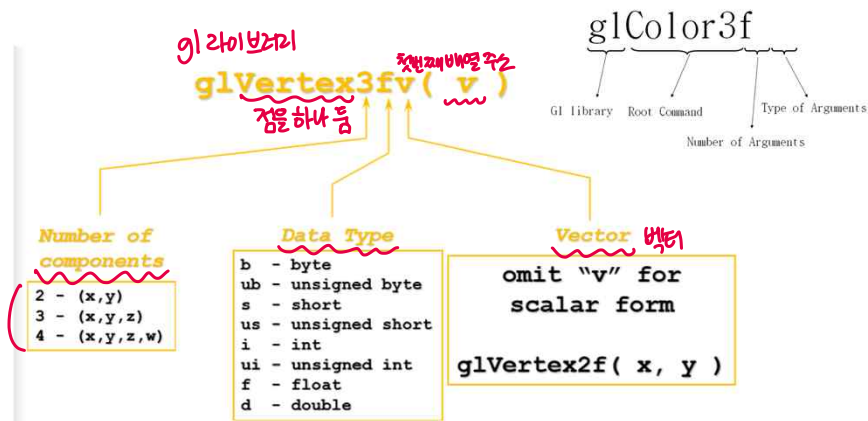 gl 라이브러리
첫번째 배열 주소
glVertex3fv( v )
점을 하나 둠
glColor3f
Gl library
Root Command
Type of Arguments
Number of Arguments
Number of
components
2 - (x,y)
3 - (x,y,z)
4 - (x,y,z,w)
Data Type
b - byte
ub - unsigned byte
s - short
us - unsigned short
i - int
ui - unsigned int
f - float
d - double
Vector 벡터
omit “v” for
scalar form
glVertex2f( x, y )